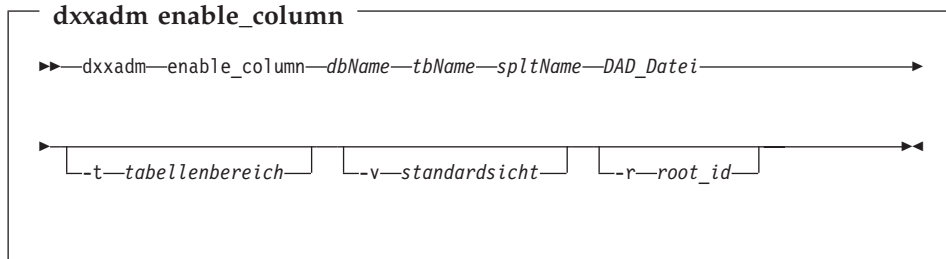 dxxadm enable_column
dxxadm enable_column dbName tbName spltName DAD_Datei
-t tabellenbereich -v standardsicht -r root_id